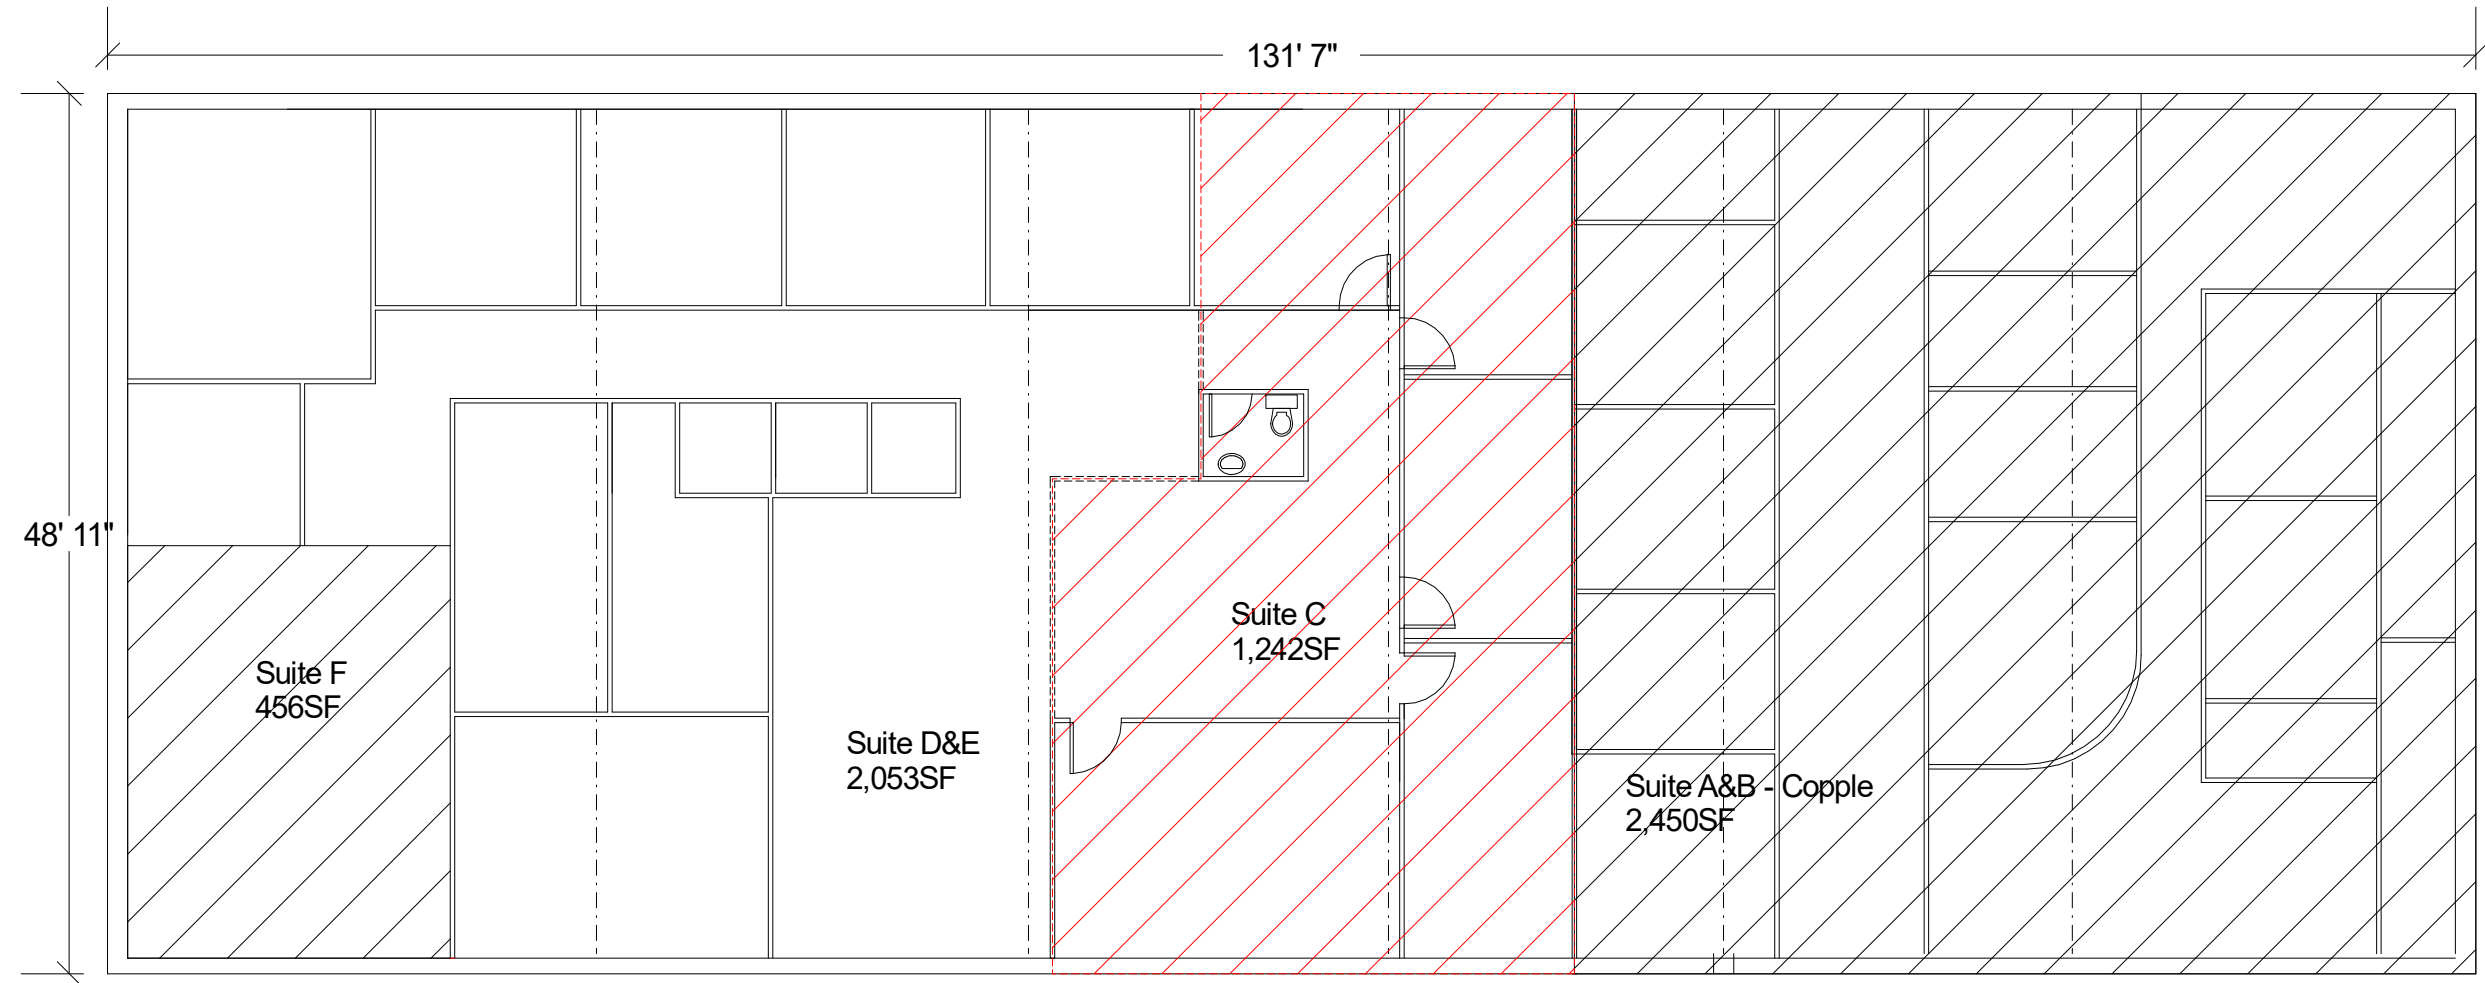 131' 7"
48' 11"
Suite F
456SF
Suite D&E
2,053SF
Suite C
1,242SF
Suite A&B - Copple
2,450SF